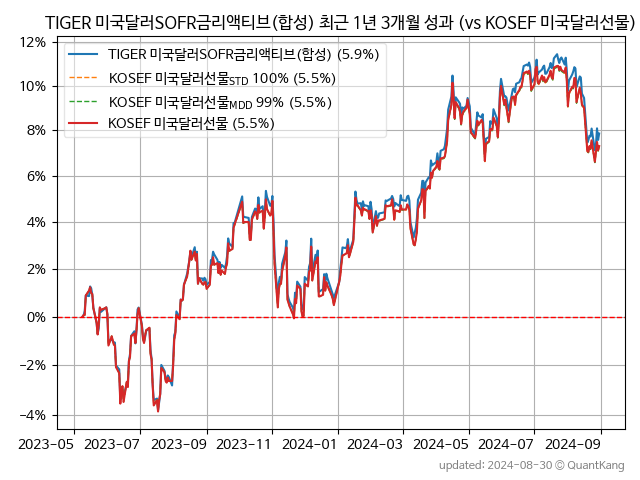 TIGER 미국달러SOFR금리액티브(합성) 최근 1년 3개월 성과 (vs KOSEF 미국달러선물)
12%
10%
8%
6%
4%
2%
0%
−2%
−4%
TIGER 미국달러SOFR금리액티브(합성) (5.9%)
KOSEF 미국달러선물STD 100% (5.5%)
KOSEF 미국달러선물MDD 99% (5.5%)
KOSEF 미국달러선물 (5.5%)
2023-05 2023-07 2023-09 2023-11 2024-01 2024-03 2024-05 2024-07 2024-09
updated: 2024-08-30 © QuantKang